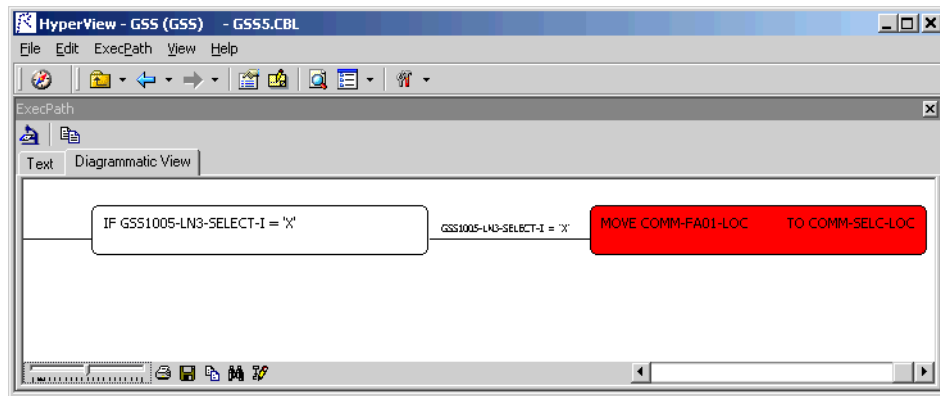 HyperView - GSS (GSS) - GSS5.CBL
File Edit ExecPath View Help
ExecPath
Text Diagrammatic View
IF GSS1005-LN3-SELECT-I = 'X'
GSS1005-LN3-SELECT-I = 'X'
MOVE COMM-FA01-LOC TO COMM-SELC-LOC